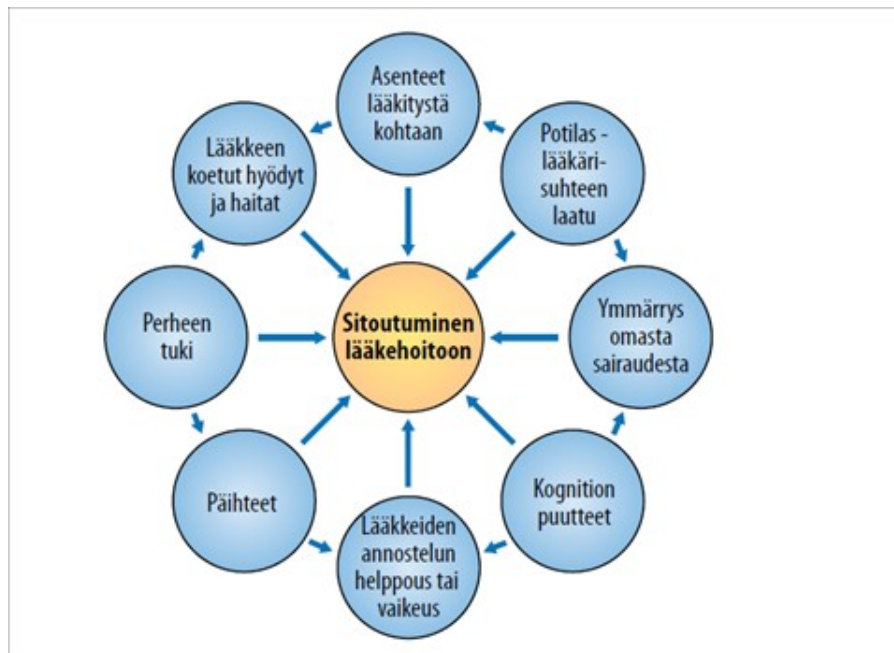 Asenteet
lääkitystä
kohtaan
Potilas -
lääkäri-
suhteen
laatu
Lääkkeen
koetut hyödyt
ja haitat
Perheen
tuki
Sitoutuminen
lääkehoitoon
Ymmärrys
omasta
sairaudesta
Päihteet
Kognition
puutteet
Lääkkeiden
annostelun
helppous tai
vaikeus